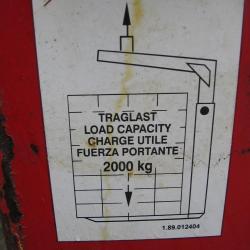 TRAGLAST
LOAD CAPACITY
CHARGE UTILE
FUERZA PORTANTE
2000 kg
1.89.012404